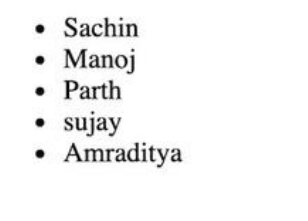 • Sachin
• Manoj
• Parth
• sujay
• Amraditya